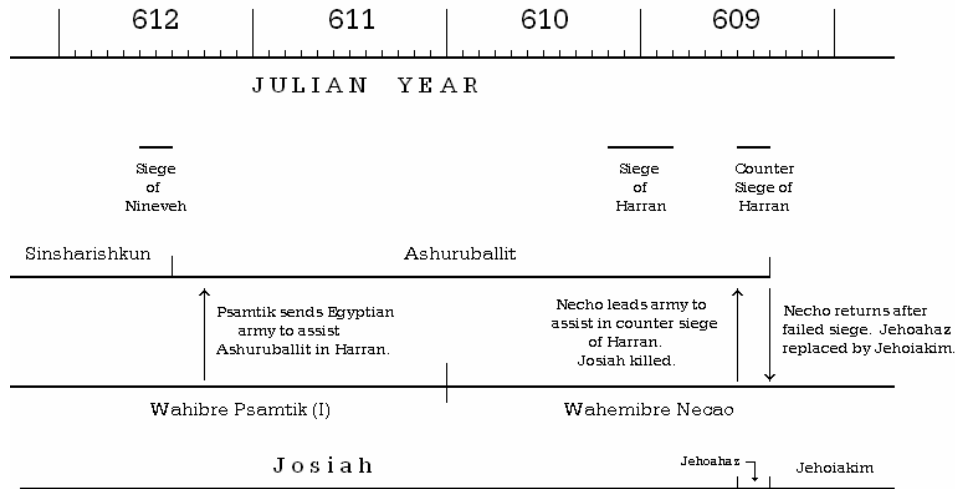 612 611 610 609
JULIAN YEAR
Siege
of
Nineveh
Siege
of
Harran
Counter
Siege of
Harran
Sinsharishkun Ashuruballit
Psamtik sends Egyptian
army to assist
Ashuruballit in Harran.
Necho leads army to
assist in counter siege
of Harran.
Josiah killed.
Necho returns after
failed siege. Jehoahaz
replaced by Jehoiakim.
Wahibre Psamtik (I) Wahemibre Necao
Josiah Jehoahaz Jehoiakim